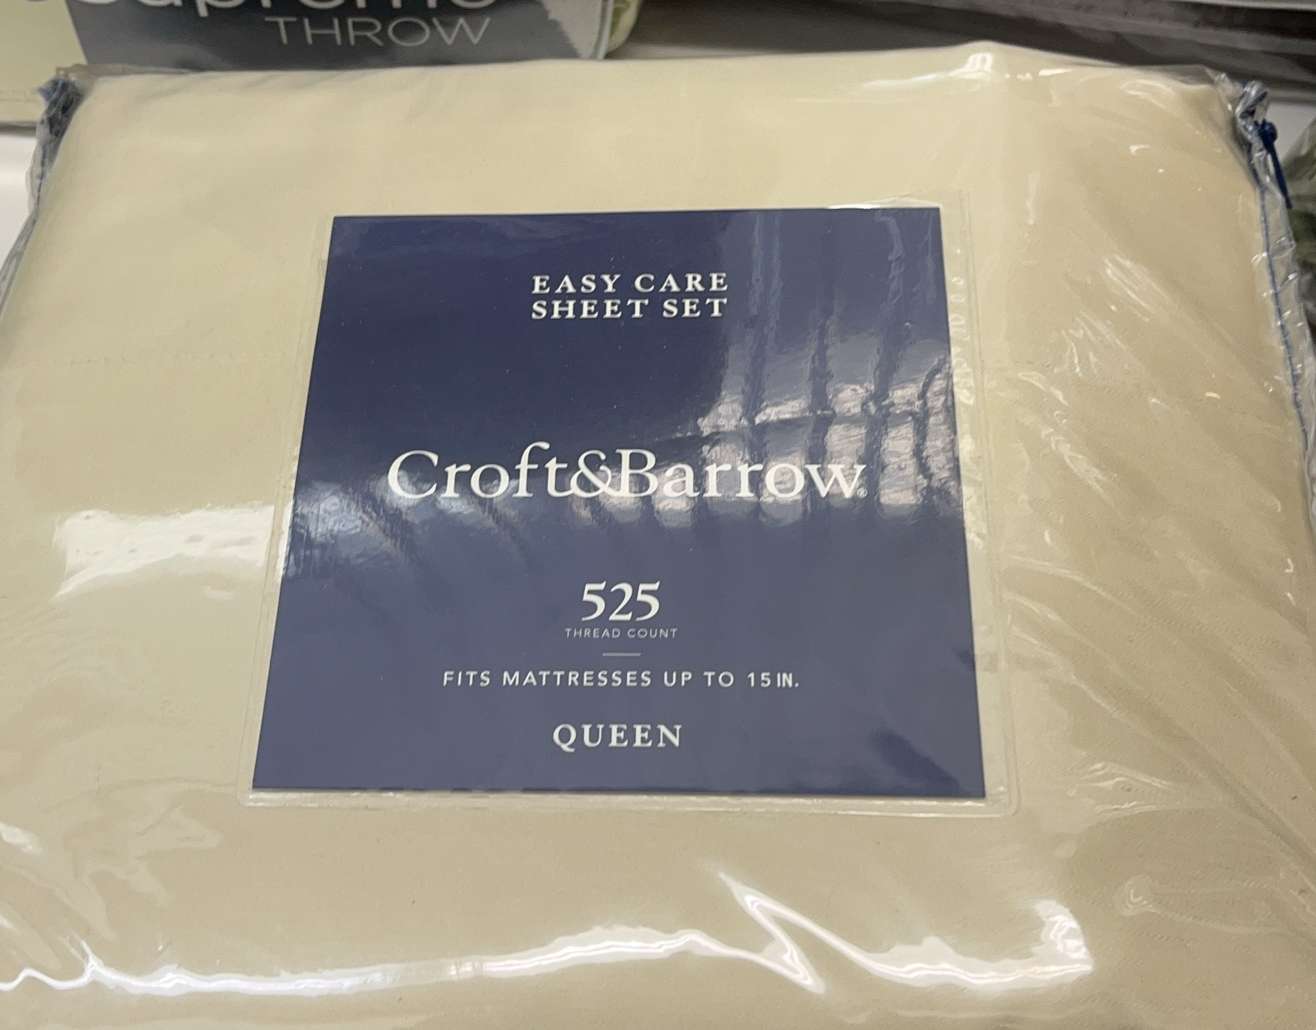 THROW
EASY CARE
SHEET SET
Croft&Barrow®
525
THREAD COUNT
FITS MATTRESSES UP TO 15 IN.
QUEEN